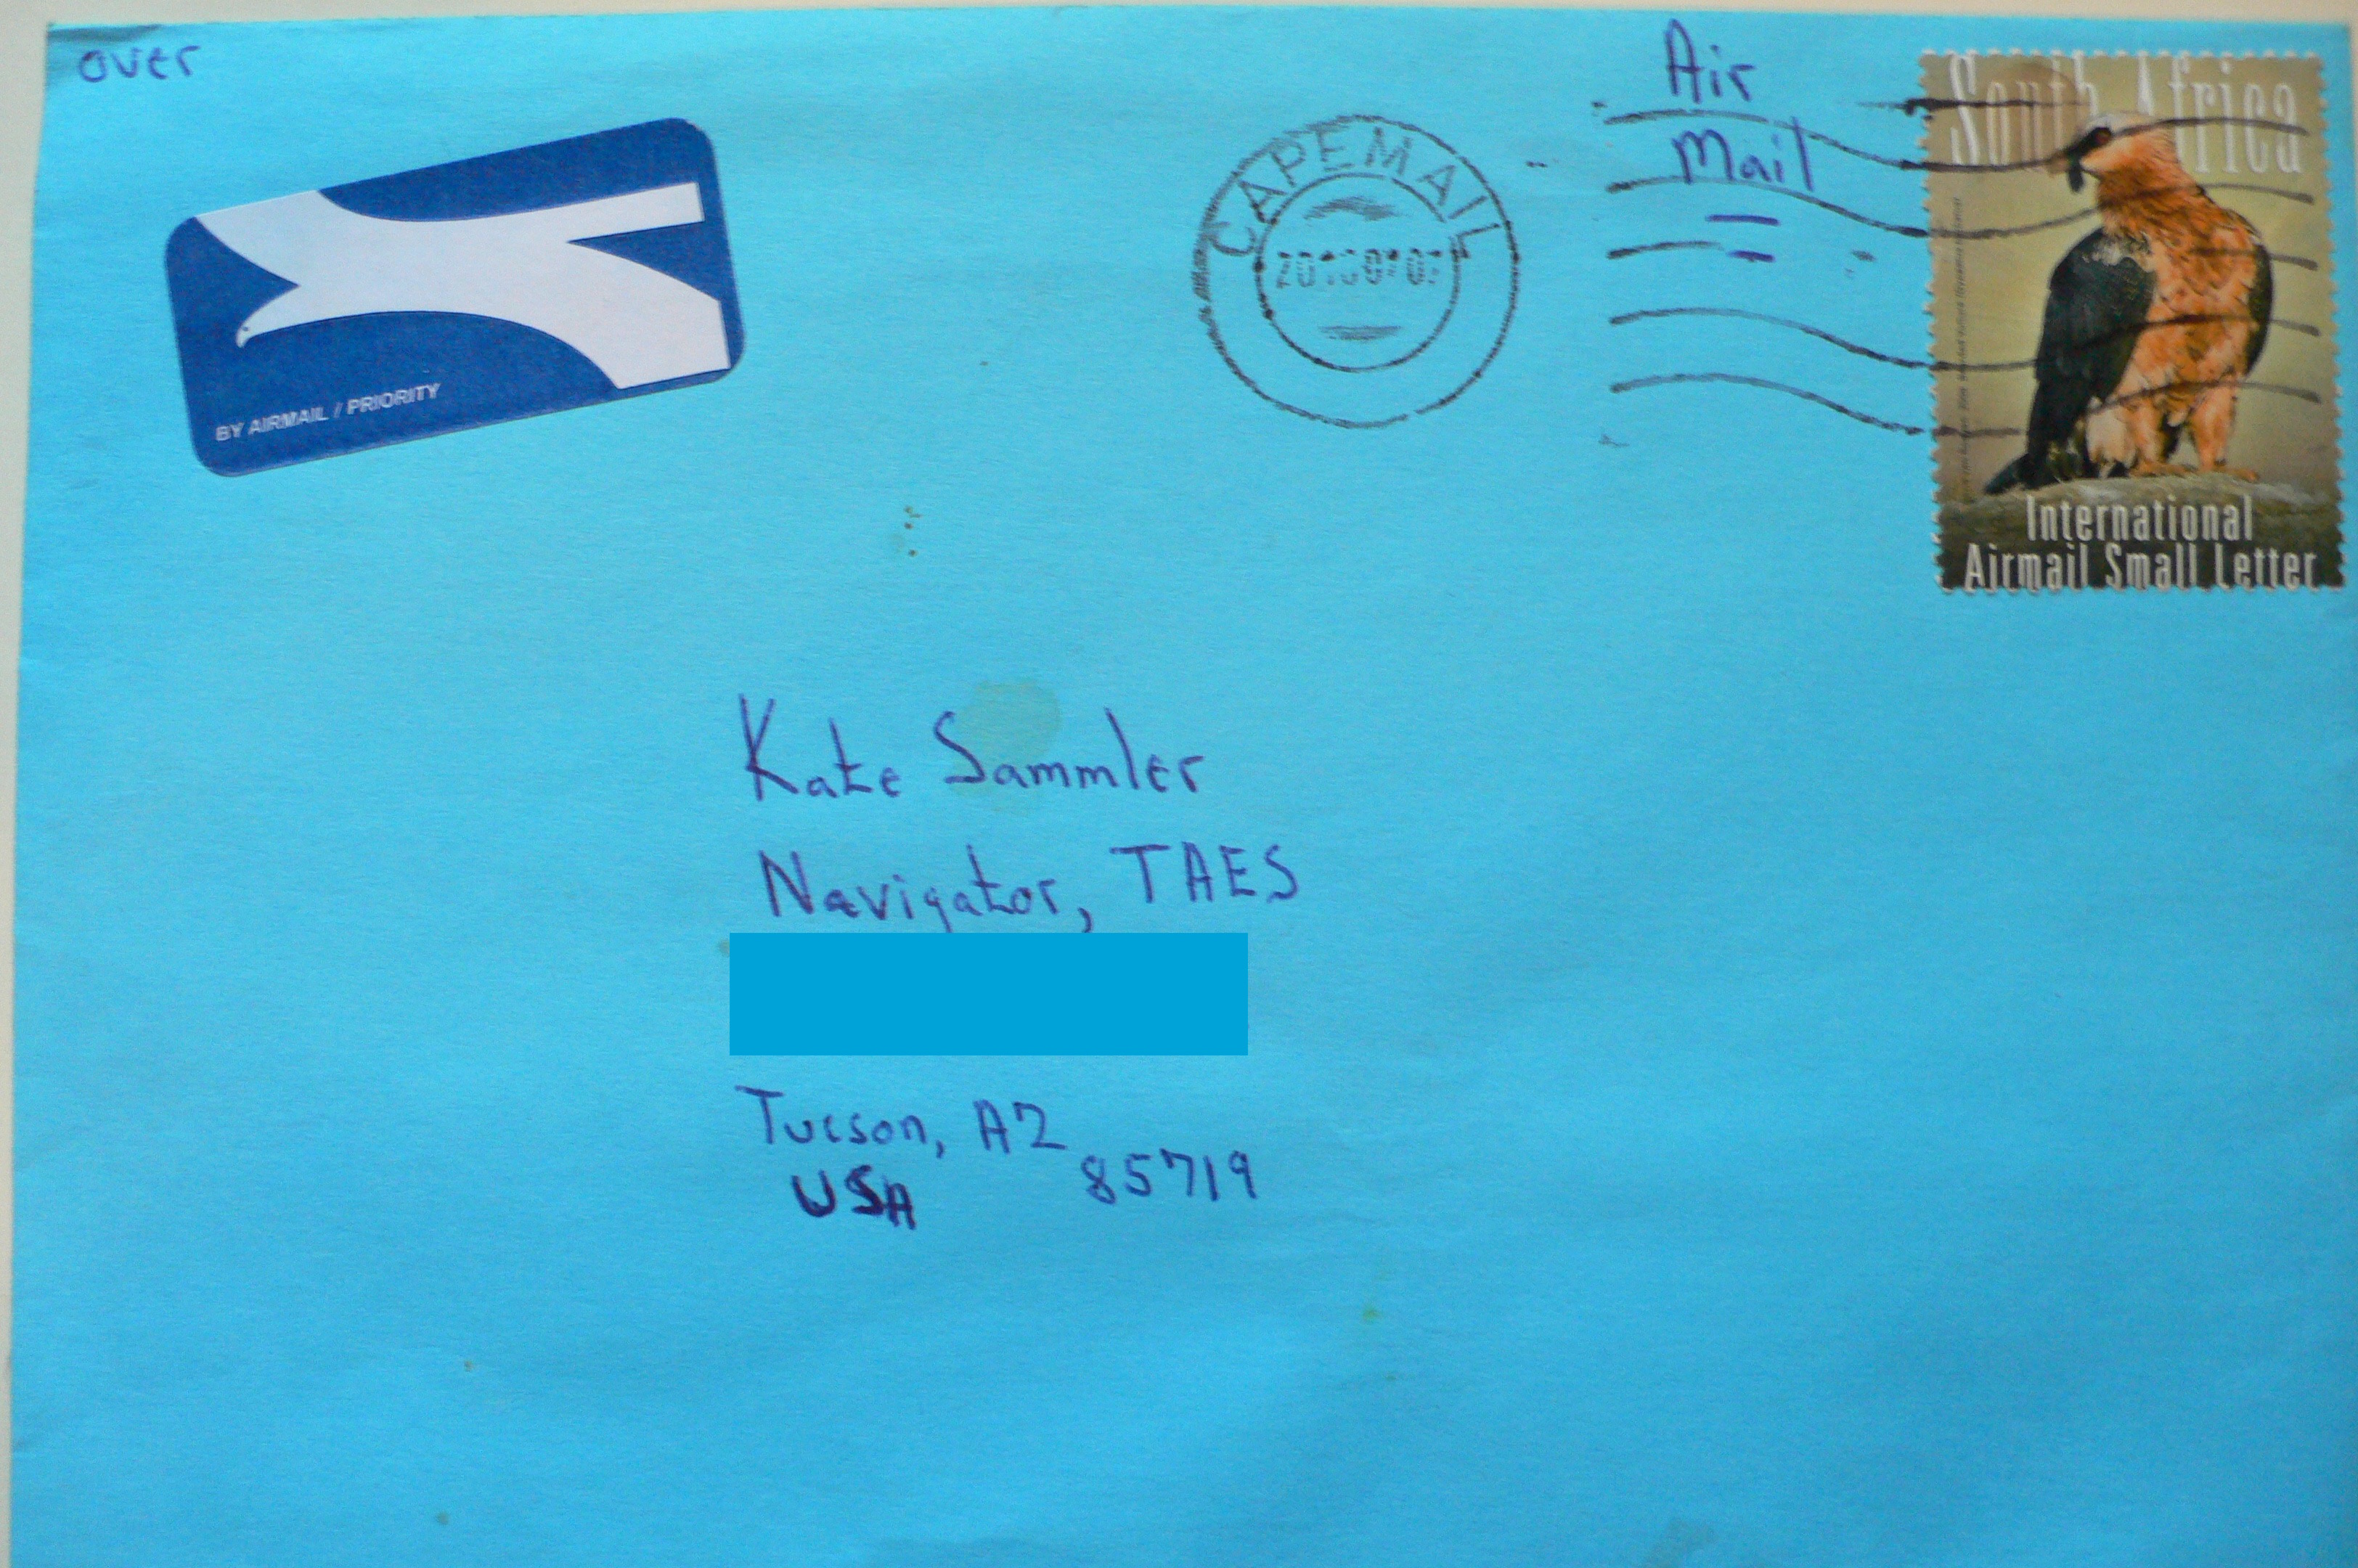 over
Air
Mail
South Africa
BY AIRMAIL / PRIORITY
CAPEMAIL
International
Airmail Small Letter
Kate Sammler
Navigator, TAES
Tucson, AZ
85719
USA